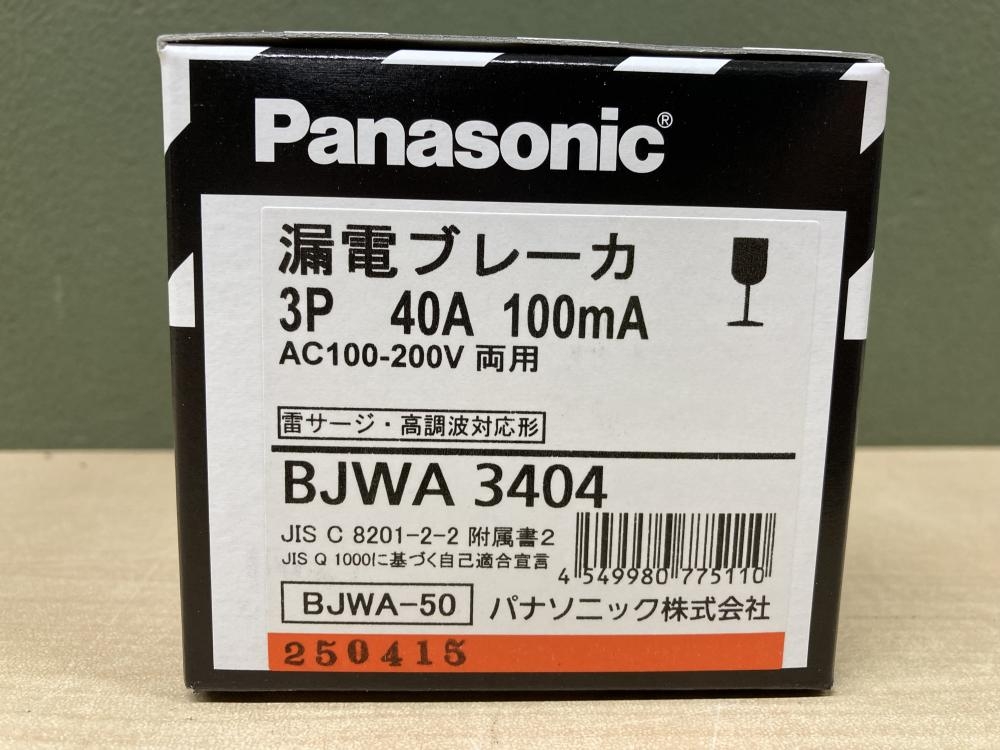 Panasonic®
漏電ブレーカ
3P 40A 100mA
AC100-200V 両用
雷サージ・高調波対応形
BJWA 3404
JIS C 8201-2-2 附属書2
JIS Q 1000に基づく自己適合宣言
4 549980 775110
BJWA-50 パナソニック株式会社
250415